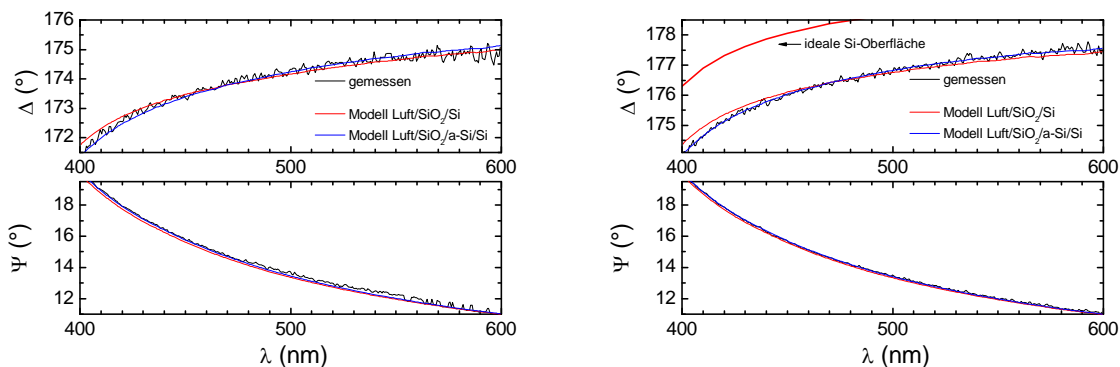 176
175
174
173
172
Δ (°)
gemessen
Modell Luft/SiO2/Si
Modell Luft/SiO2/a-Si/Si
400 500 600
18
16
14
12
Ψ (°)
400 500 600
λ (nm)
178
177
176
175
Δ (°)
ideale Si-Oberfläche
gemessen
Modell Luft/SiO2/Si
Modell Luft/SiO2/a-Si/Si
400 500 600
18
16
14
12
Ψ (°)
400 500 600
λ (nm)